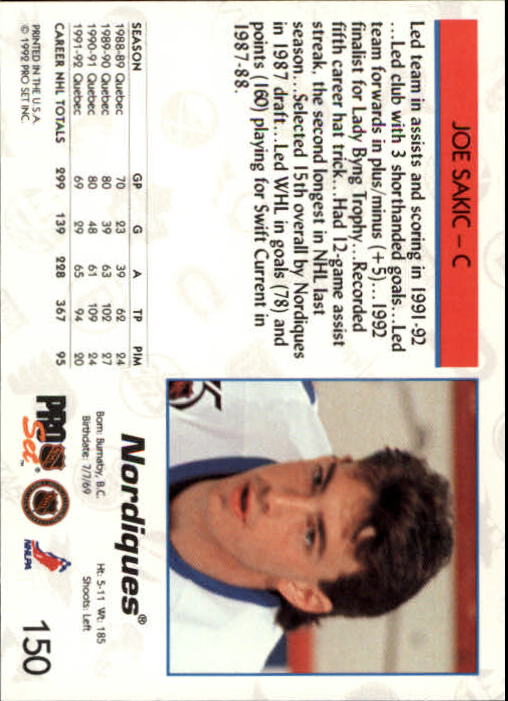 JOE SAKIC – C
Led team in assists and scoring in 1991-92
...Led club with 3 shorthanded goals...Led
team forwards in plus/minus (+5)...1992
finalist for Lady Byng Trophy...Recorded
fifth career hat trick...Had 12-game assist
streak, the second longest in NHL last
season...Selected 15th overall by Nordiques
in 1987 draft...Led WHL in goals (78) and
points (160) playing for Swift Current in
1987-88.
SEASON GP G A TP PIM
1988-89 Quebec 70 23 39 62 24
1989-90 Quebec 80 39 63 102 27
1990-91 Quebec 80 48 61 109 24
1991-92 Quebec 69 29 65 94 20
CAREER NHL TOTALS 299 139 228 367 95
PRINTED IN THE U.S.A.
© 1992 PRO SET INC.
Nordiques®
Born: Burnaby, B.C. Ht: 5-11 Wt: 185
Birthdate: 7/7/69 Shoots: Left
PRO Set™
NHLPA
150